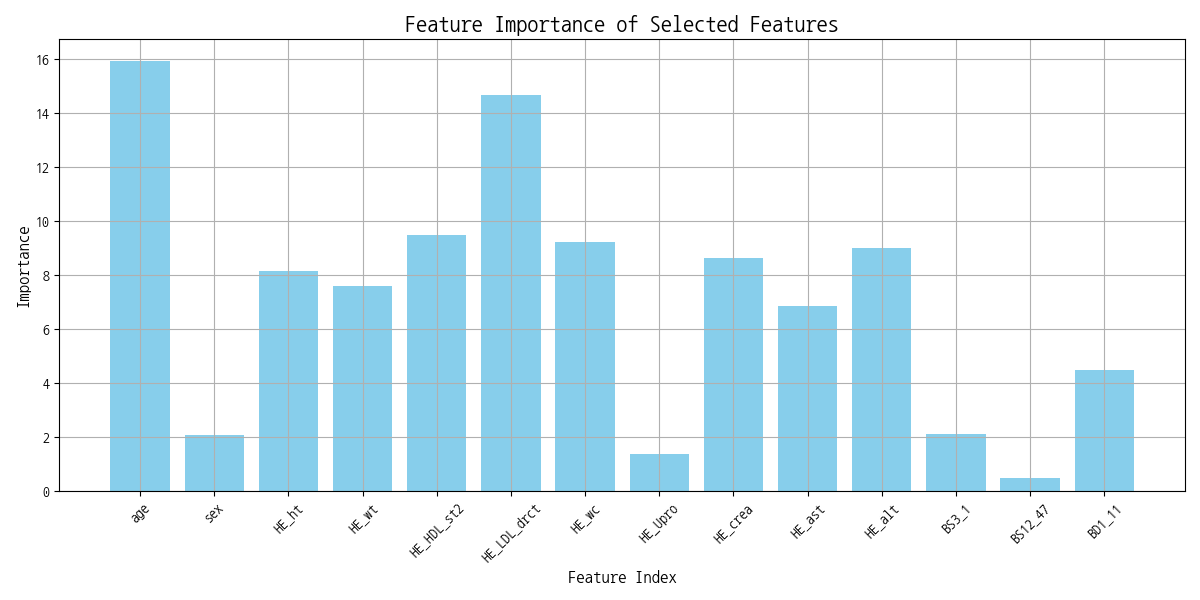 Feature Importance of Selected Features
Importance
16
14
12
10
8
6
4
2
0
age
sex
HE_ht
HE_wt
HE_HDL_st2
HE_LDL_drct
HE_wc
HE_Upro
HE_crea
HE_ast
HE_alt
BS3_1
BS12_47
BD1_11
Feature Index